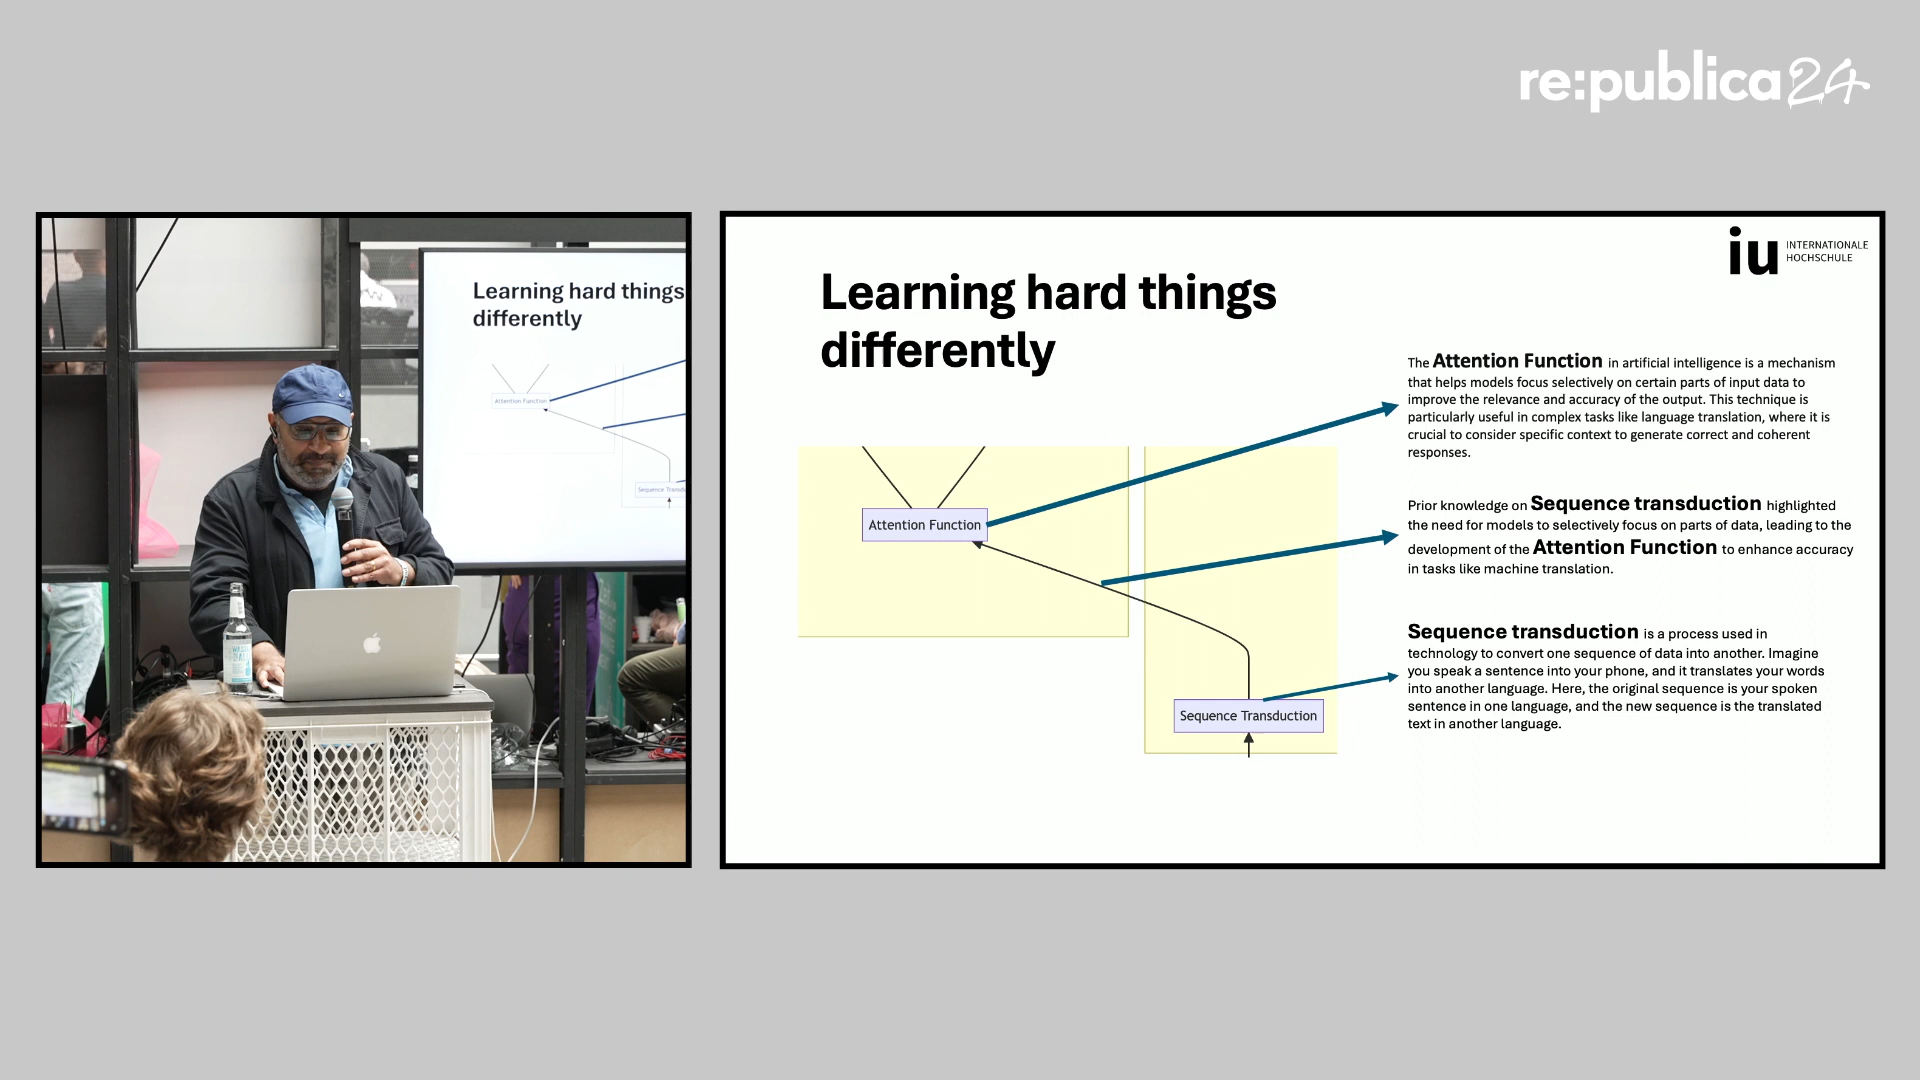 re:publica 24
Learning hard things
differently
Attention Function
Sequence Transd
iu INTERNATIONALE
HOCHSCHULE
Learning hard things
differently
The Attention Function in artificial intelligence is a mechanism
that helps models focus selectively on certain parts of input data to
improve the relevance and accuracy of the output. This technique is
particularly useful in complex tasks like language translation, where it is
crucial to consider specific context to generate correct and coherent
responses.
Attention Function
Prior knowledge on Sequence transduction highlighted
the need for models to selectively focus on parts of data, leading to the
development of the Attention Function to enhance accuracy
in tasks like machine translation.
Sequence transduction is a process used in
technology to convert one sequence of data into another. Imagine
you speak a sentence into your phone, and it translates your words
into another language. Here, the original sequence is your spoken
sentence in one language, and the new sequence is the translated
text in another language.
Sequence Transduction